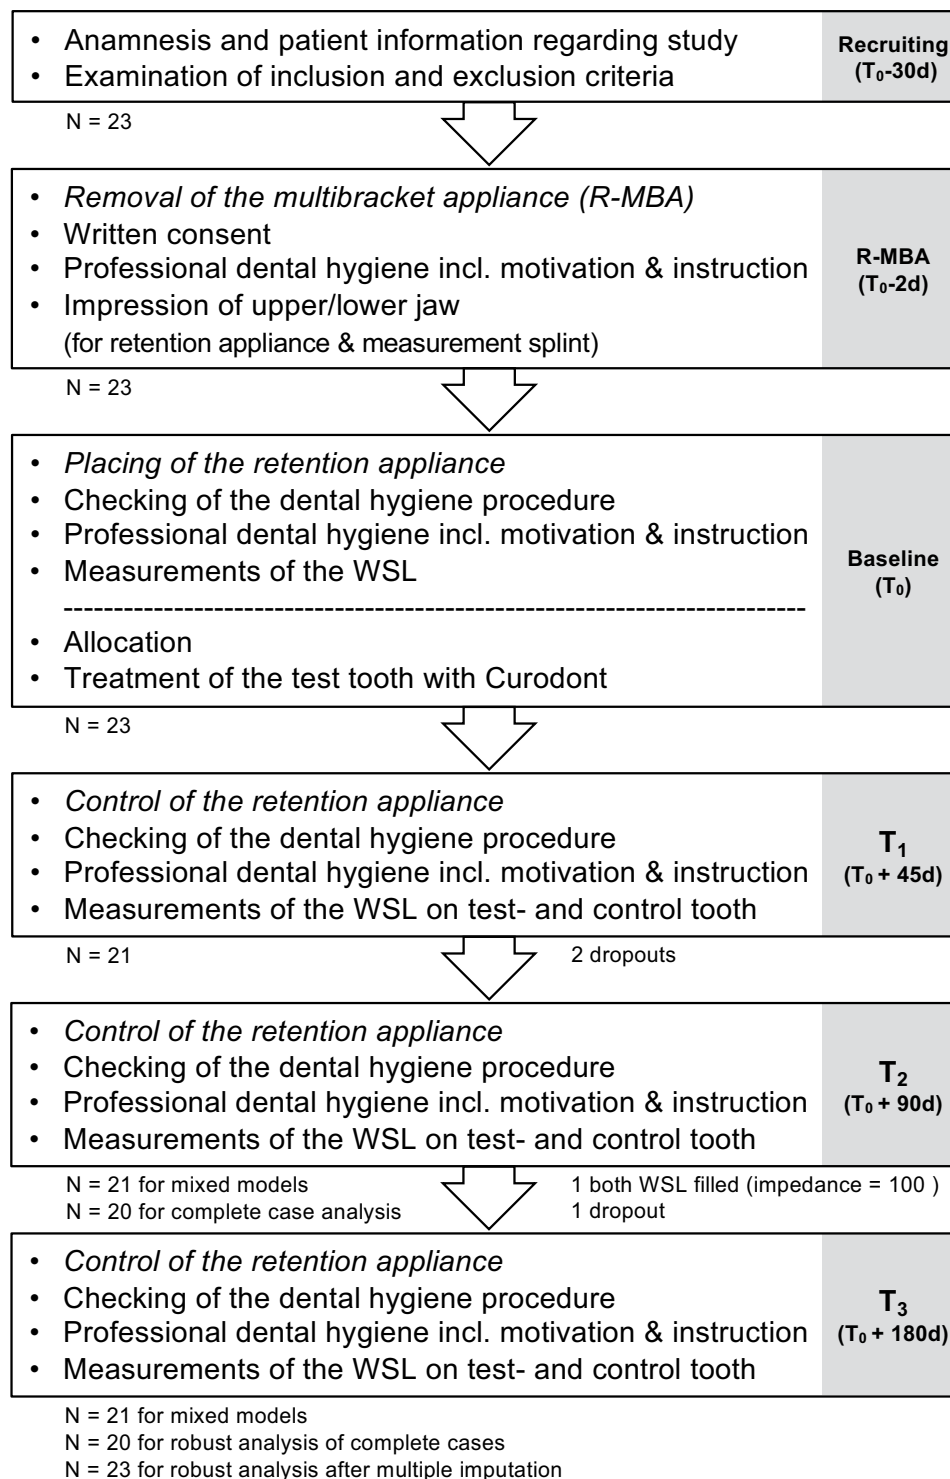 • Anamnesis and patient information regarding study
• Examination of inclusion and exclusion criteria
Recruiting
(T₀-30d)
N = 23
• Removal of the multibracket appliance (R-MBA)
• Written consent
• Professional dental hygiene incl. motivation & instruction
• Impression of upper/lower jaw
(for retention appliance & measurement splint)
R-MBA
(T₀-2d)
N = 23
• Placing of the retention appliance
• Checking of the dental hygiene procedure
• Professional dental hygiene incl. motivation & instruction
• Measurements of the WSL
• Allocation
• Treatment of the test tooth with Curodont
Baseline
(T₀)
N = 23
• Control of the retention appliance
• Checking of the dental hygiene procedure
• Professional dental hygiene incl. motivation & instruction
• Measurements of the WSL on test- and control tooth
T₁
(T₀ + 45d)
N = 21
2 dropouts
• Control of the retention appliance
• Checking of the dental hygiene procedure
• Professional dental hygiene incl. motivation & instruction
• Measurements of the WSL on test- and control tooth
T₂
(T₀ + 90d)
N = 21 for mixed models
N = 20 for complete case analysis
1 both WSL filled (impedance = 100 )
1 dropout
• Control of the retention appliance
• Checking of the dental hygiene procedure
• Professional dental hygiene incl. motivation & instruction
• Measurements of the WSL on test- and control tooth
T₃
(T₀ + 180d)
N = 21 for mixed models
N = 20 for robust analysis of complete cases
N = 23 for robust analysis after multiple imputation